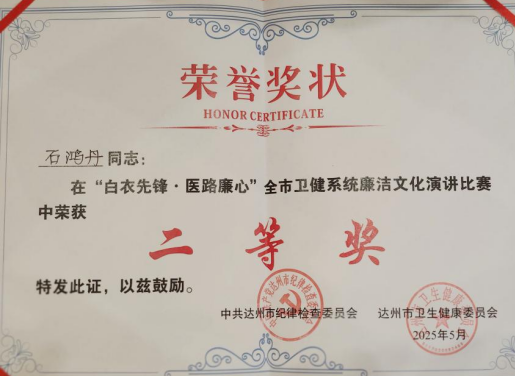 荣誉奖状
HONOR CERTIFICATE
石鸿丹同志：
在“白衣先锋·医路廉心”全市卫健系统廉洁文化演讲比赛
中荣获
二等奖
特发此证，以兹鼓励。
中共达州市纪律检查委员会 达州市卫生健康委员会
2025年5月